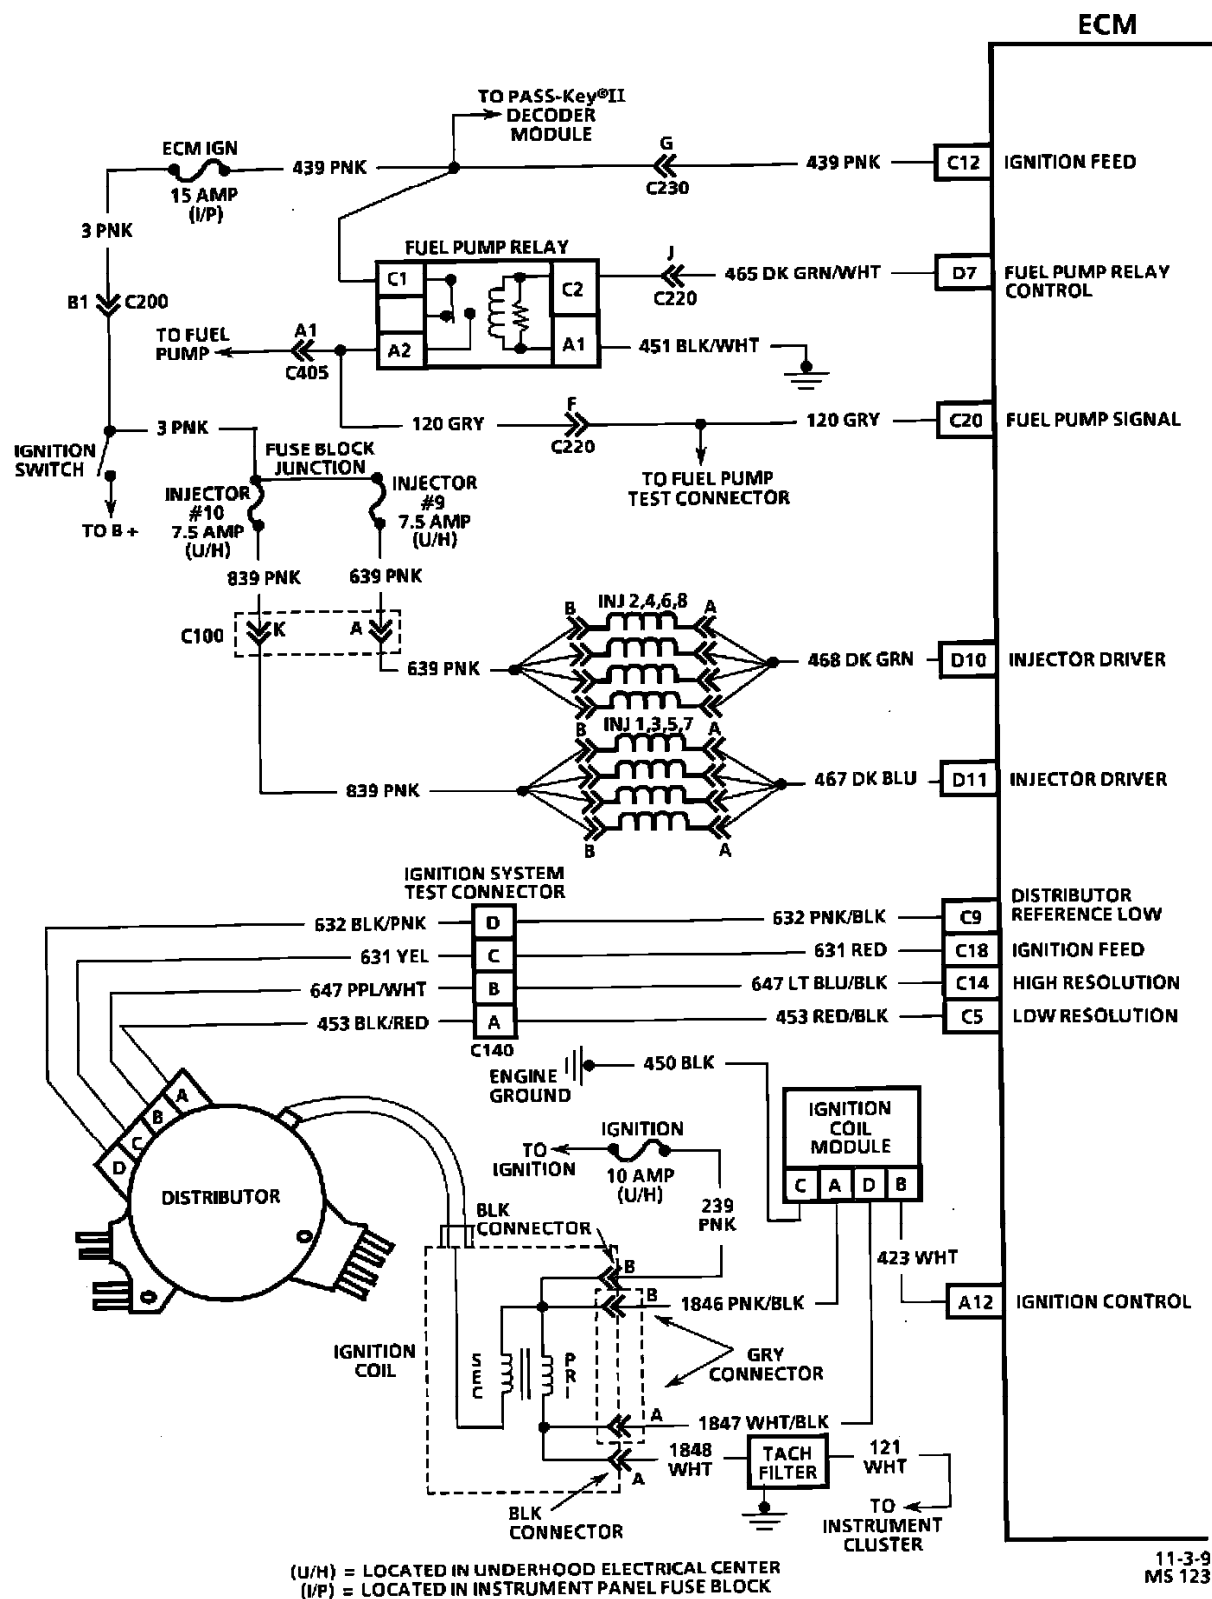 ECM
TO PASS-Key®II
DECODER
MODULE
ECM IGN
439 PNK
G
439 PNK
C12
IGNITION FEED
15 AMP
(I/P)
C230
3 PNK
FUEL PUMP RELAY
J
C1
C2
465 DK GRN/WHT
D7
FUEL PUMP RELAY
CONTROL
B1
C200
C220
TO FUEL
PUMP
A1
A2
A1
451 BLK/WHT
C405
F
120 GRY
120 GRY
C20
FUEL PUMP SIGNAL
3 PNK
C220
IGNITION
SWITCH
FUSE BLOCK
JUNCTION
TO FUEL PUMP
TEST CONNECTOR
INJECTOR
#10
7.5 AMP
(U/H)
INJECTOR
#9
7.5 AMP
(U/H)
TO B +
839 PNK
639 PNK
C100
K
A
B
INJ 2,4,6,8
A
639 PNK
468 DK GRN
D10
INJECTOR DRIVER
B
INJ 1,3,5,7
A
839 PNK
467 DK BLU
D11
INJECTOR DRIVER
B
A
IGNITION SYSTEM
TEST CONNECTOR
632 BLK/PNK
D
632 PNK/BLK
C9
DISTRIBUTOR
REFERENCE LOW
631 YEL
C
631 RED
C18
IGNITION FEED
647 PPL/WHT
B
647 LT BLU/BLK
C14
HIGH RESOLUTION
453 BLK/RED
A
453 RED/BLK
C5
LOW RESOLUTION
C140
ENGINE
GROUND
450 BLK
A
B
C
D
DISTRIBUTOR
IGNITION
COIL
MODULE
C
A
D
B
TO
IGNITION
IGNITION
10 AMP
(U/H)
239
PNK
BLK
CONNECTOR
423 WHT
B
B
1846 PNK/BLK
A12
IGNITION CONTROL
IGNITION
COIL
SEC
PRI
GRY
CONNECTOR
A
1847 WHT/BLK
A
1848
WHT
TACH
FILTER
121
WHT
BLK
CONNECTOR
TO
INSTRUMENT
CLUSTER
(U/H) = LOCATED IN UNDERHOOD ELECTRICAL CENTER
(I/P) = LOCATED IN INSTRUMENT PANEL FUSE BLOCK
11-3-9
MS 123